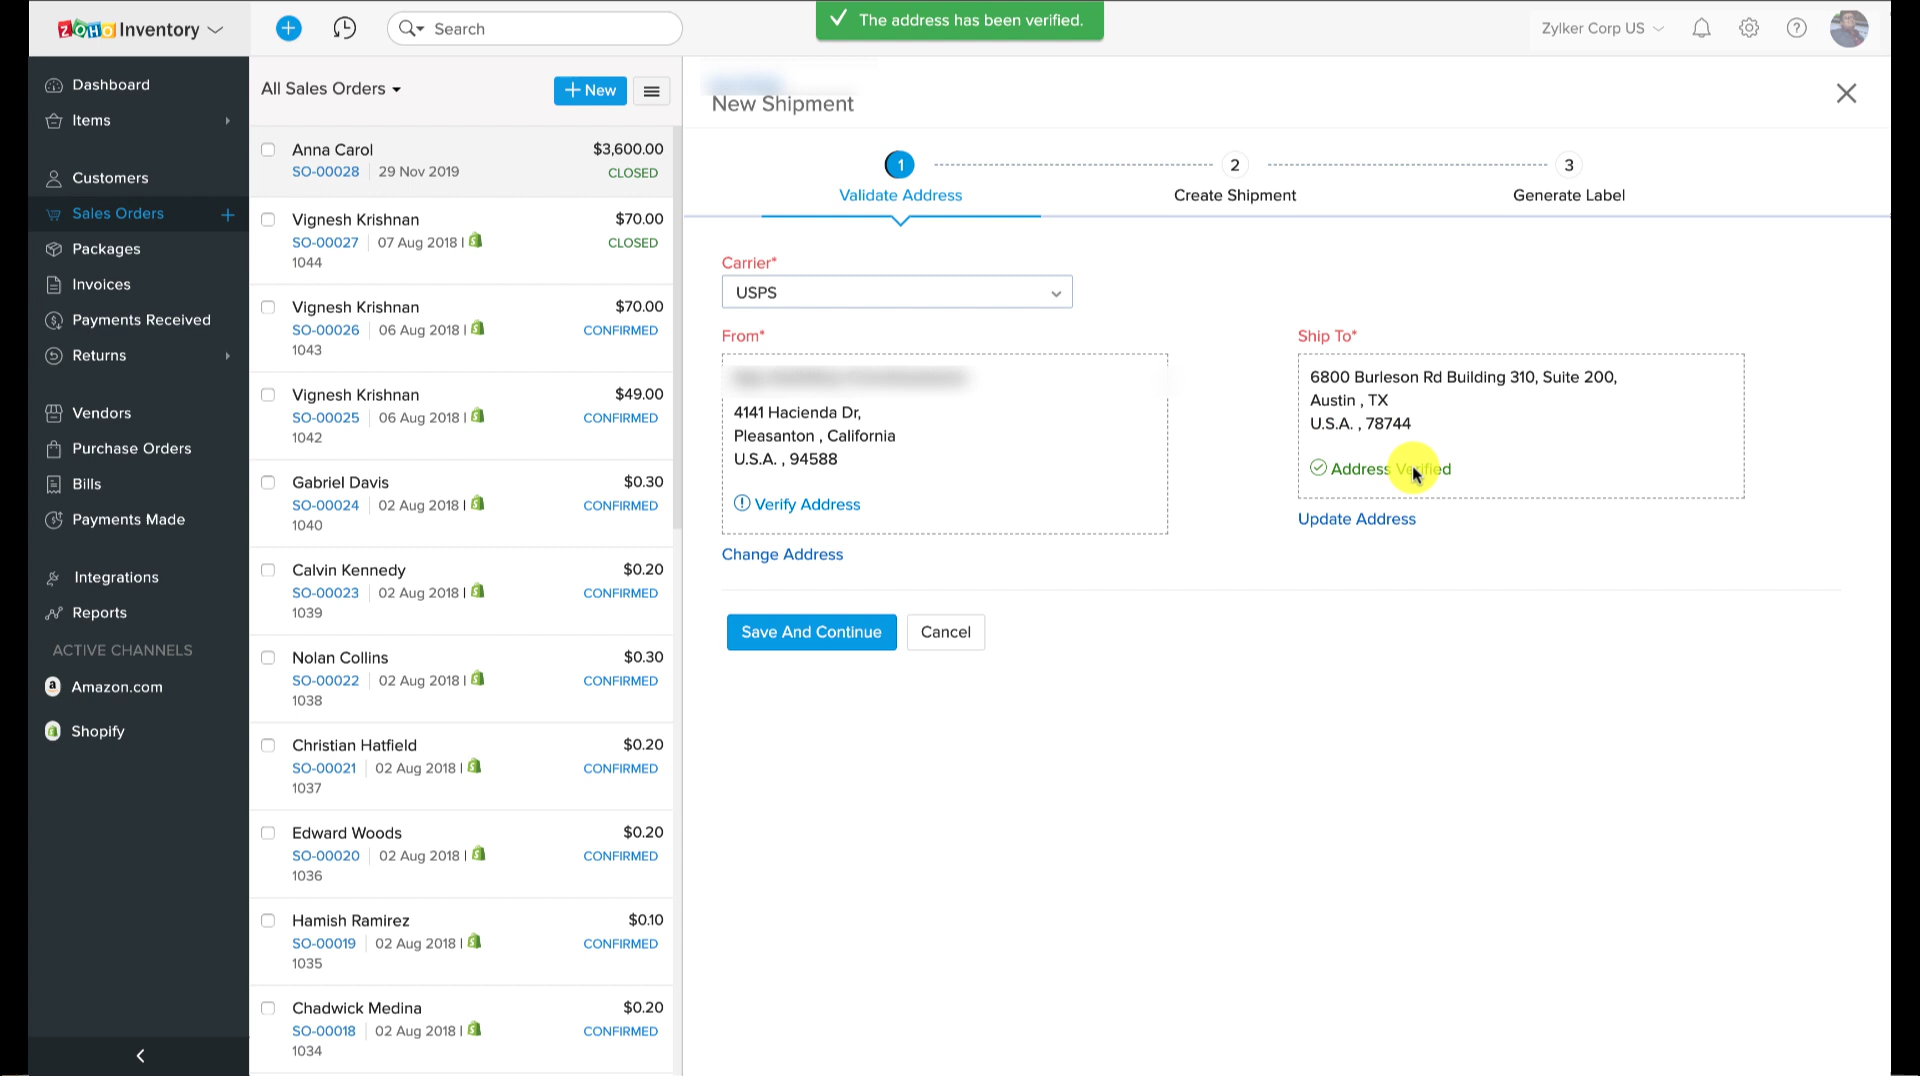 ZOHO Inventory
Search
The address has been verified.
Zylker Corp US
Dashboard
Items
Customers
Sales Orders
Packages
Invoices
Payments Received
Returns
Vendors
Purchase Orders
Bills
Payments Made
Integrations
Reports
ACTIVE CHANNELS
Amazon.com
Shopify
All Sales Orders
+ New
Anna Carol $3,600.00
SO-00028 | 29 Nov 2019 CLOSED
Vignesh Krishnan $70.00
SO-00027 | 07 Aug 2018 | CLOSED
1044
Vignesh Krishnan $70.00
SO-00026 | 06 Aug 2018 | CONFIRMED
1043
Vignesh Krishnan $49.00
SO-00025 | 06 Aug 2018 | CONFIRMED
1042
Gabriel Davis $0.30
SO-00024 | 02 Aug 2018 | CONFIRMED
1040
Calvin Kennedy $0.20
SO-00023 | 02 Aug 2018 | CONFIRMED
1039
Nolan Collins $0.30
SO-00022 | 02 Aug 2018 | CONFIRMED
1038
Christian Hatfield $0.20
SO-00021 | 02 Aug 2018 | CONFIRMED
1037
Edward Woods $0.20
SO-00020 | 02 Aug 2018 | CONFIRMED
1036
Hamish Ramirez $0.10
SO-00019 | 02 Aug 2018 | CONFIRMED
1035
Chadwick Medina $0.20
SO-00018 | 02 Aug 2018 | CONFIRMED
1034
New Shipment
1 2 3
Validate Address Create Shipment Generate Label
Carrier*
USPS
From*
4141 Hacienda Dr,
Pleasanton , California
U.S.A. , 94588
Verify Address
Change Address
Ship To*
6800 Burleson Rd Building 310, Suite 200,
Austin , TX
U.S.A. , 78744
Address Verified
Update Address
Save And Continue
Cancel